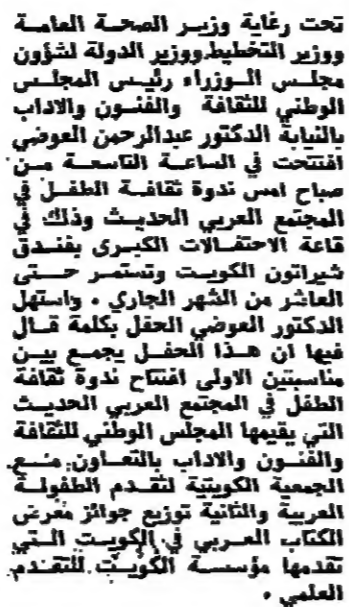 تحت رعاية وزير الصحة العامة
ووزير التخطيط ووزير الدولة لشؤون
مجلس الوزراء رئيس المجلس
الوطني للثقافة والفنون والاداب
بالنيابة الدكتور عبدالرحمن العوضي
افتتحت في الساعة التاسعة من
صباح امس ندوة ثقافة الطفل في
المجتمع العربي الحديث وذلك في
قاعة الاحتفالات الكبرى بفندق
شيراتون الكويت وتستمر حتى
العاشر من الشهر الجاري . واستهل
الدكتور العوضي الحفل بكلمة قال
فيها ان هذا الحفل يجمع بين
مناسبتين الاولى افتتاح ندوة ثقافة
الطفل في المجتمع العربي الحديث
التي يقيمها المجلس الوطني للثقافة
والفنون والاداب بالتعاون مع
الجمعية الكويتية لتقدم الطفولة
العربية والثانية توزيع جوائز معرض
الكتاب العربي في الكويت التي
تقدمها مؤسسة الكويت للتقدم
العلمي .